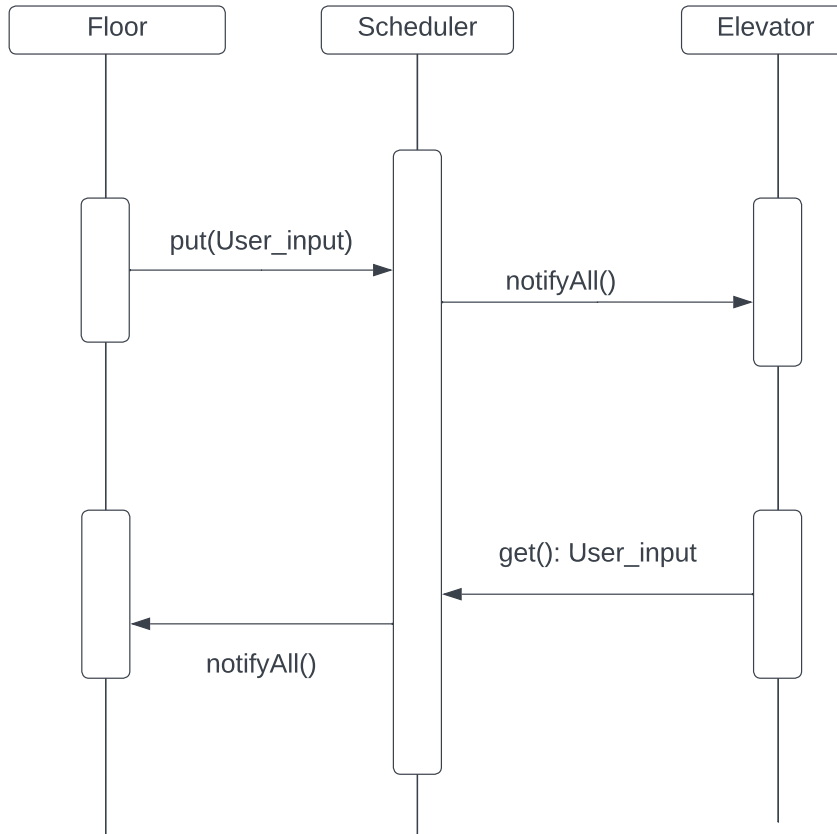 Floor
Scheduler
Elevator
put(User_input)
notifyAll()
get(): User_input
notifyAll()